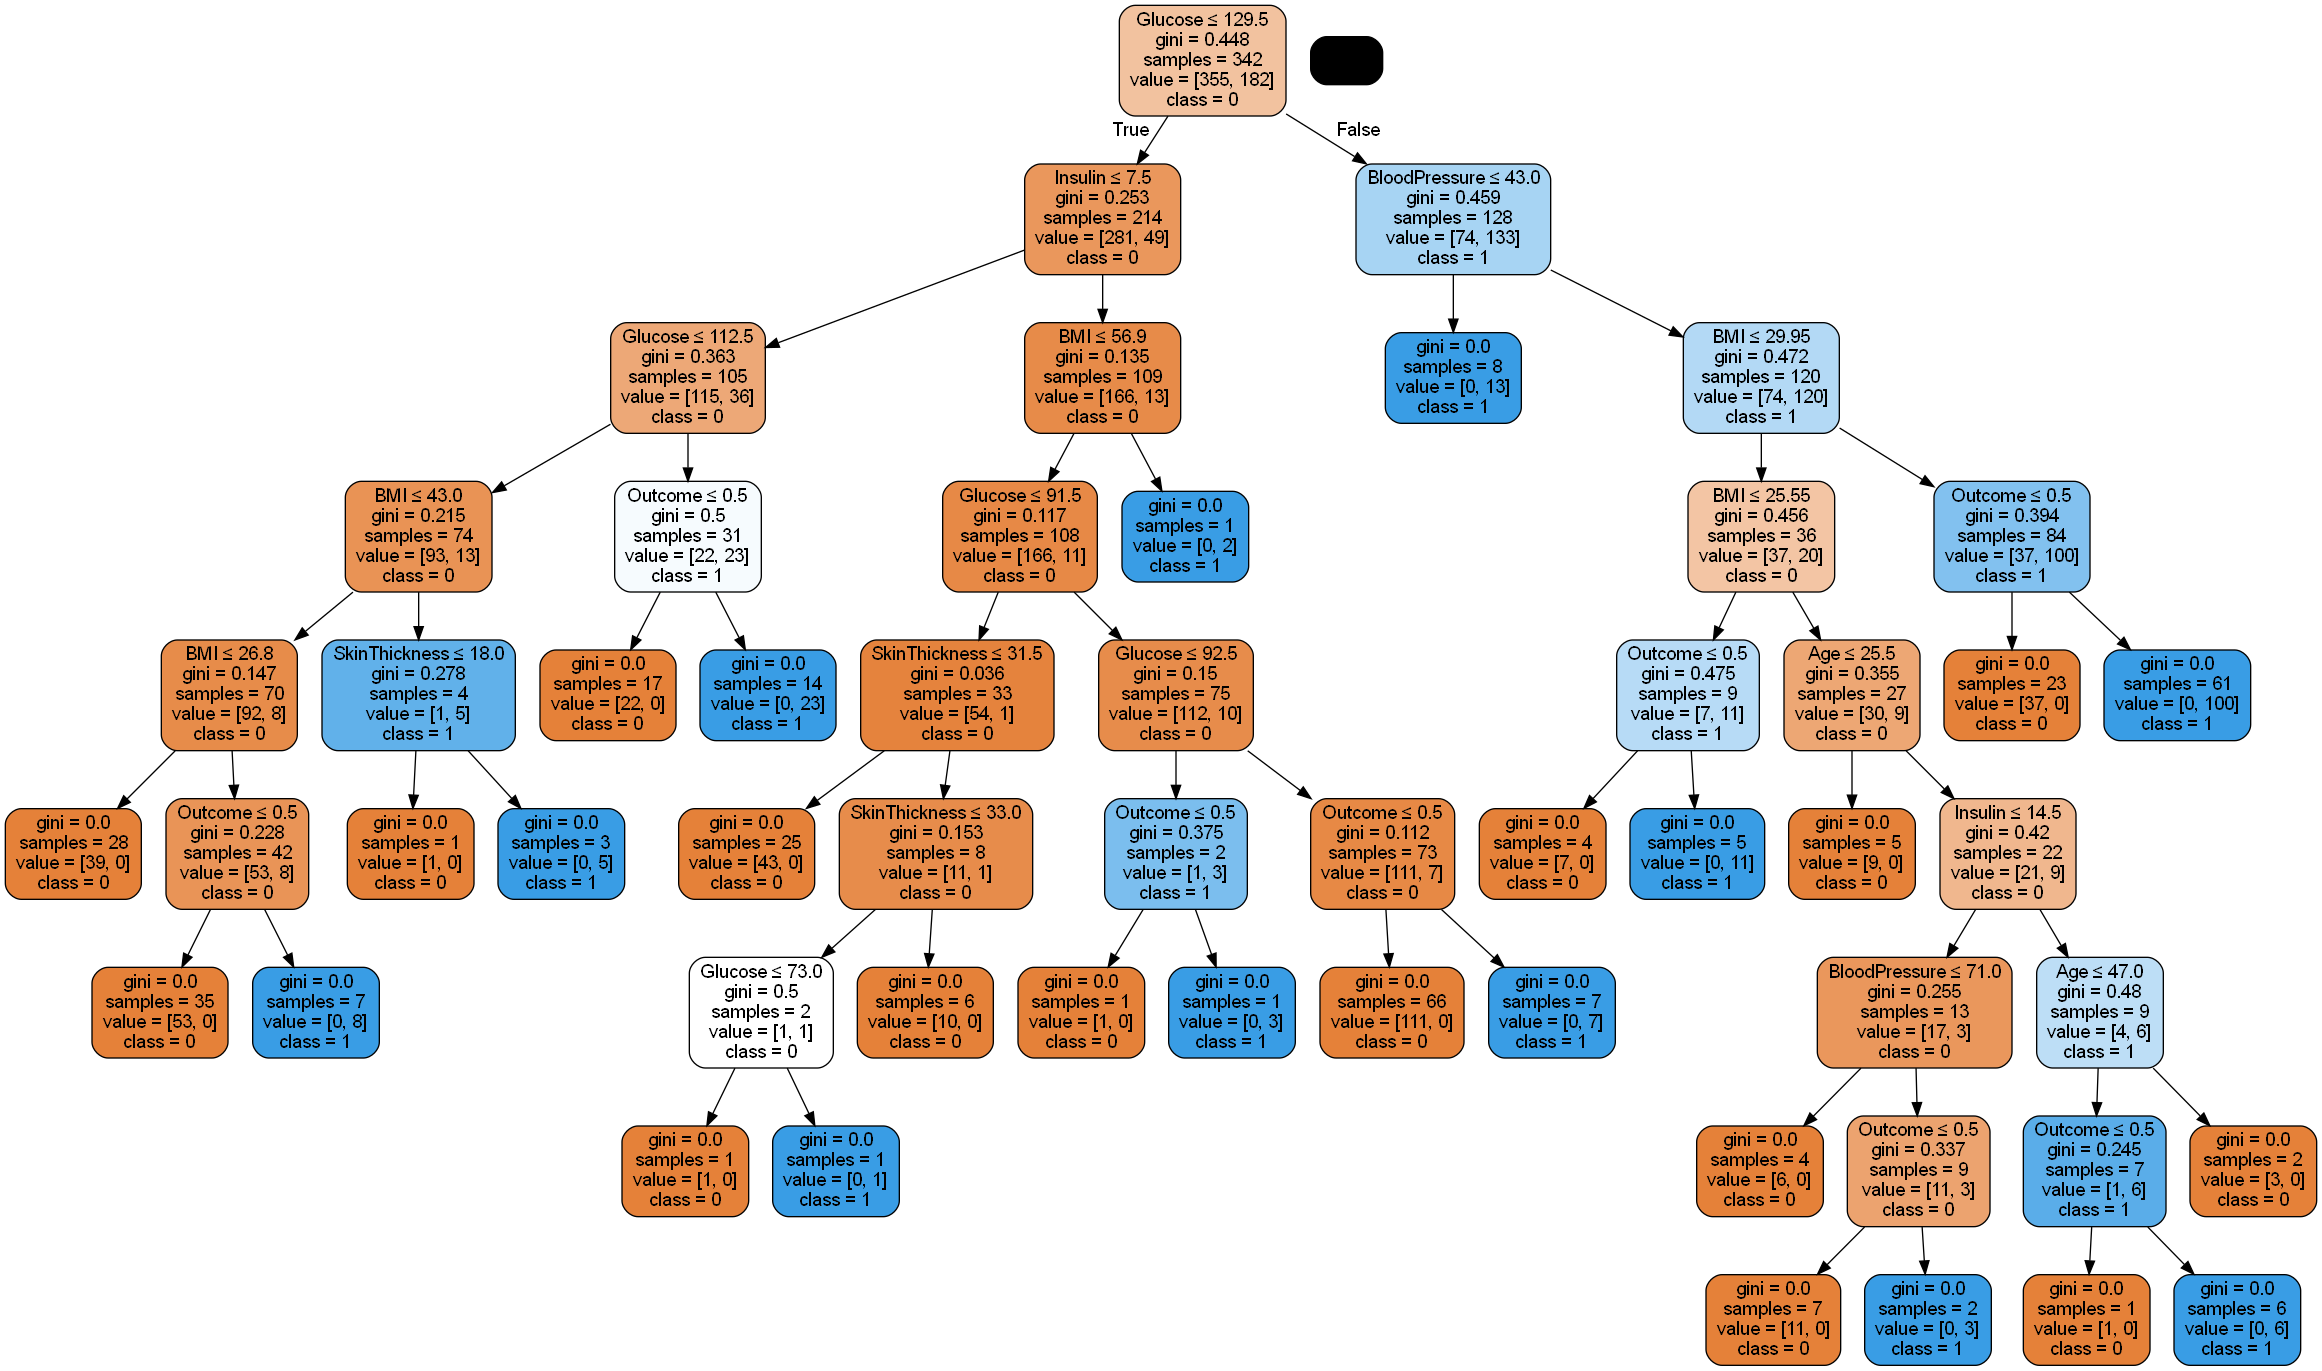 Glucose ≤ 129.5
gini = 0.448
samples = 342
value = [355, 182]
class = 0
True
False
Insulin ≤ 7.5
gini = 0.253
samples = 214
value = [281, 49]
class = 0
BloodPressure ≤ 43.0
gini = 0.459
samples = 128
value = [74, 133]
class = 1
Glucose ≤ 112.5
gini = 0.363
samples = 105
value = [115, 36]
class = 0
BMI ≤ 56.9
gini = 0.135
samples = 109
value = [166, 13]
class = 0
gini = 0.0
samples = 8
value = [0, 13]
class = 1
BMI ≤ 29.95
gini = 0.472
samples = 120
value = [74, 120]
class = 1
BMI ≤ 43.0
gini = 0.215
samples = 74
value = [93, 13]
class = 0
Outcome ≤ 0.5
gini = 0.5
samples = 31
value = [22, 23]
class = 1
Glucose ≤ 91.5
gini = 0.117
samples = 108
value = [166, 11]
class = 0
gini = 0.0
samples = 1
value = [0, 2]
class = 1
BMI ≤ 25.55
gini = 0.456
samples = 36
value = [37, 20]
class = 0
Outcome ≤ 0.5
gini = 0.394
samples = 84
value = [37, 100]
class = 1
BMI ≤ 26.8
gini = 0.147
samples = 70
value = [92, 8]
class = 0
SkinThickness ≤ 18.0
gini = 0.278
samples = 4
value = [1, 5]
class = 1
gini = 0.0
samples = 17
value = [22, 0]
class = 0
gini = 0.0
samples = 14
value = [0, 23]
class = 1
SkinThickness ≤ 31.5
gini = 0.036
samples = 33
value = [54, 1]
class = 0
Glucose ≤ 92.5
gini = 0.15
samples = 75
value = [112, 10]
class = 0
Outcome ≤ 0.5
gini = 0.475
samples = 9
value = [7, 11]
class = 1
Age ≤ 25.5
gini = 0.355
samples = 27
value = [30, 9]
class = 0
gini = 0.0
samples = 23
value = [37, 0]
class = 0
gini = 0.0
samples = 61
value = [0, 100]
class = 1
gini = 0.0
samples = 28
value = [39, 0]
class = 0
Outcome ≤ 0.5
gini = 0.228
samples = 42
value = [53, 8]
class = 0
gini = 0.0
samples = 1
value = [1, 0]
class = 0
gini = 0.0
samples = 3
value = [0, 5]
class = 1
gini = 0.0
samples = 25
value = [43, 0]
class = 0
SkinThickness ≤ 33.0
gini = 0.153
samples = 8
value = [11, 1]
class = 0
Outcome ≤ 0.5
gini = 0.375
samples = 2
value = [1, 3]
class = 1
Outcome ≤ 0.5
gini = 0.112
samples = 73
value = [111, 7]
class = 0
gini = 0.0
samples = 4
value = [7, 0]
class = 0
gini = 0.0
samples = 5
value = [0, 11]
class = 1
gini = 0.0
samples = 5
value = [9, 0]
class = 0
Insulin ≤ 14.5
gini = 0.42
samples = 22
value = [21, 9]
class = 0
gini = 0.0
samples = 35
value = [53, 0]
class = 0
gini = 0.0
samples = 7
value = [0, 8]
class = 1
Glucose ≤ 73.0
gini = 0.5
samples = 2
value = [1, 1]
class = 0
gini = 0.0
samples = 6
value = [10, 0]
class = 0
gini = 0.0
samples = 1
value = [1, 0]
class = 0
gini = 0.0
samples = 1
value = [0, 3]
class = 1
gini = 0.0
samples = 66
value = [111, 0]
class = 0
gini = 0.0
samples = 7
value = [0, 7]
class = 1
BloodPressure ≤ 71.0
gini = 0.255
samples = 13
value = [17, 3]
class = 0
Age ≤ 47.0
gini = 0.48
samples = 9
value = [4, 6]
class = 1
gini = 0.0
samples = 1
value = [1, 0]
class = 0
gini = 0.0
samples = 1
value = [0, 1]
class = 1
gini = 0.0
samples = 4
value = [6, 0]
class = 0
Outcome ≤ 0.5
gini = 0.337
samples = 9
value = [11, 3]
class = 0
Outcome ≤ 0.5
gini = 0.245
samples = 7
value = [1, 6]
class = 1
gini = 0.0
samples = 2
value = [3, 0]
class = 0
gini = 0.0
samples = 7
value = [11, 0]
class = 0
gini = 0.0
samples = 2
value = [0, 3]
class = 1
gini = 0.0
samples = 1
value = [1, 0]
class = 0
gini = 0.0
samples = 6
value = [0, 6]
class = 1